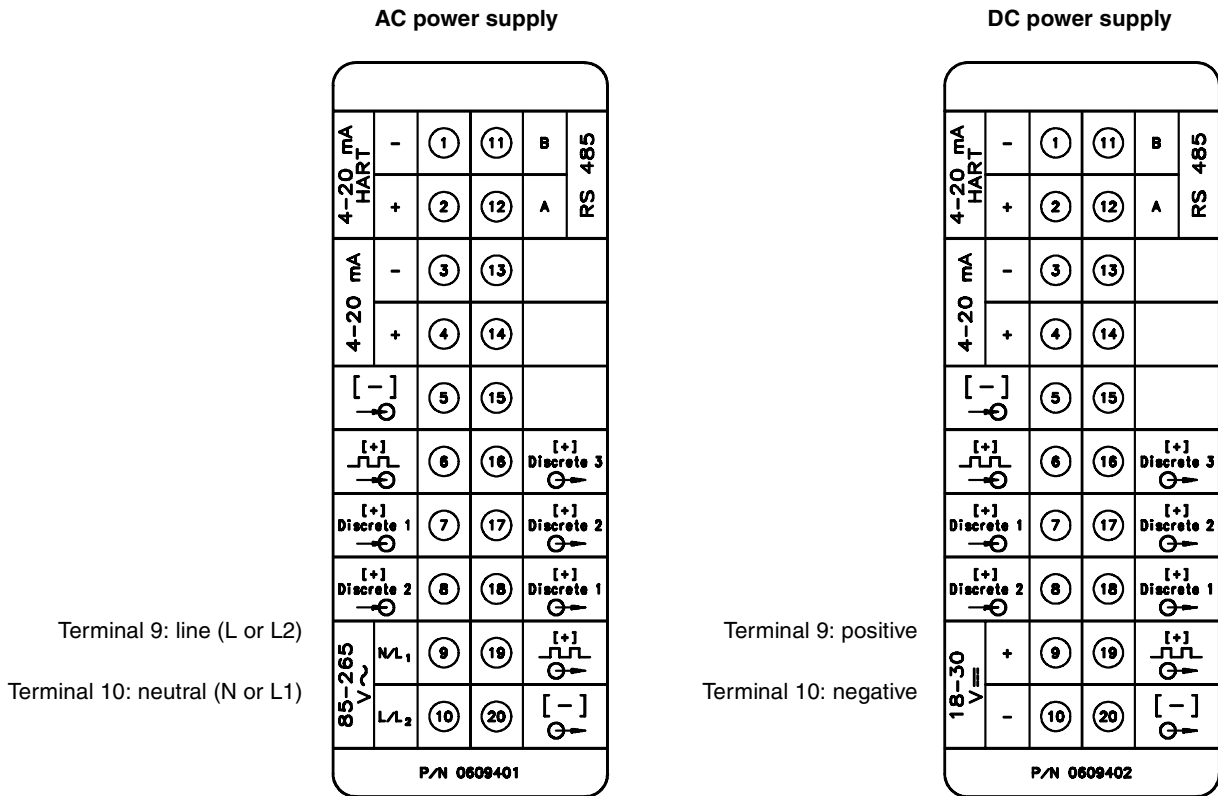 AC power supply
4-20 mA HART
- 1 11 B
RS 485
+ 2 12 A
4-20 mA
- 3 13
+ 4 14
[-] 5 15
[+] 6 16 [+] Discrete 3
[+] Discrete 1 7 17 [+] Discrete 2
[+] Discrete 2 8 18 [+] Discrete 1
Terminal 9: line (L or L2)
85-265 V~
N/L1 9 19 [+]
Terminal 10: neutral (N or L1)
L/L2 10 20 [-]
P/N 0609401
DC power supply
4-20 mA HART
- 1 11 B
RS 485
+ 2 12 A
4-20 mA
- 3 13
+ 4 14
[-] 5 15
[+] 6 16 [+] Discrete 3
[+] Discrete 1 7 17 [+] Discrete 2
[+] Discrete 2 8 18 [+] Discrete 1
Terminal 9: positive
18-30 V
+ 9 19 [+]
Terminal 10: negative
- 10 20 [-]
P/N 0609402